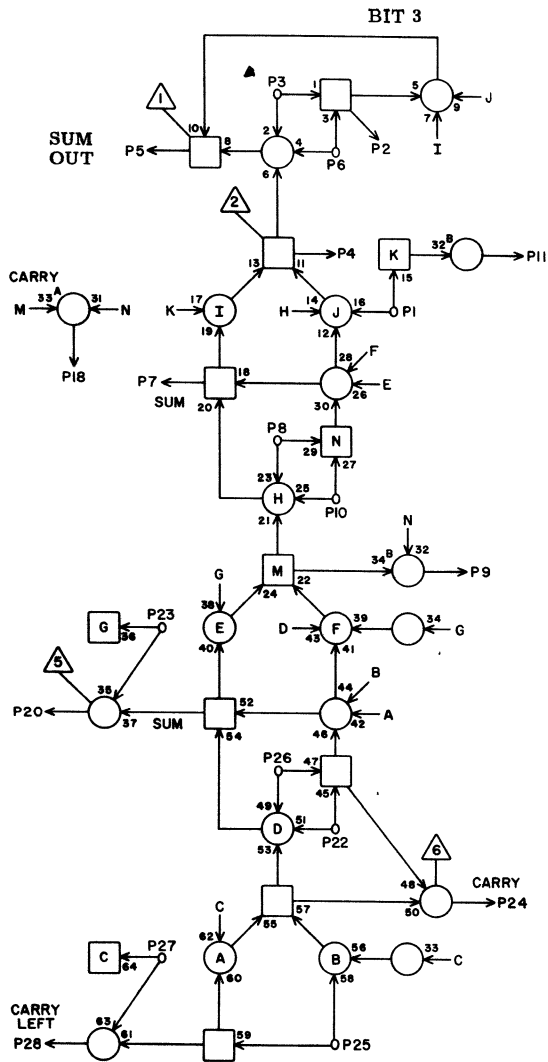 BIT 3
P3
1
3
5
9
7
J
I
1
10
8
SUM
OUT
P5
2
4
6
P6
P2
2
13
11
P4
K
15
32 B
P11
CARRY
33 A
31
M
N
P18
K
17
I
19
H
14
J
16
12
P1
P7
SUM
18
20
28
F
26
E
30
P8
29
N
27
23
H
25
21
P10
N
M
24
22
34 B
32
P9
G
38
E
40
D
43
F
39
41
34
G
G
36
P23
5
35
37
P20
SUM
52
54
44
B
42
A
46
P26
47
45
49
D
51
53
P22
6
48
50
CARRY
P24
55
57
C
62
A
60
B
56
58
33
C
C
64
P27
CARRY
LEFT
P28
63
61
59
P25